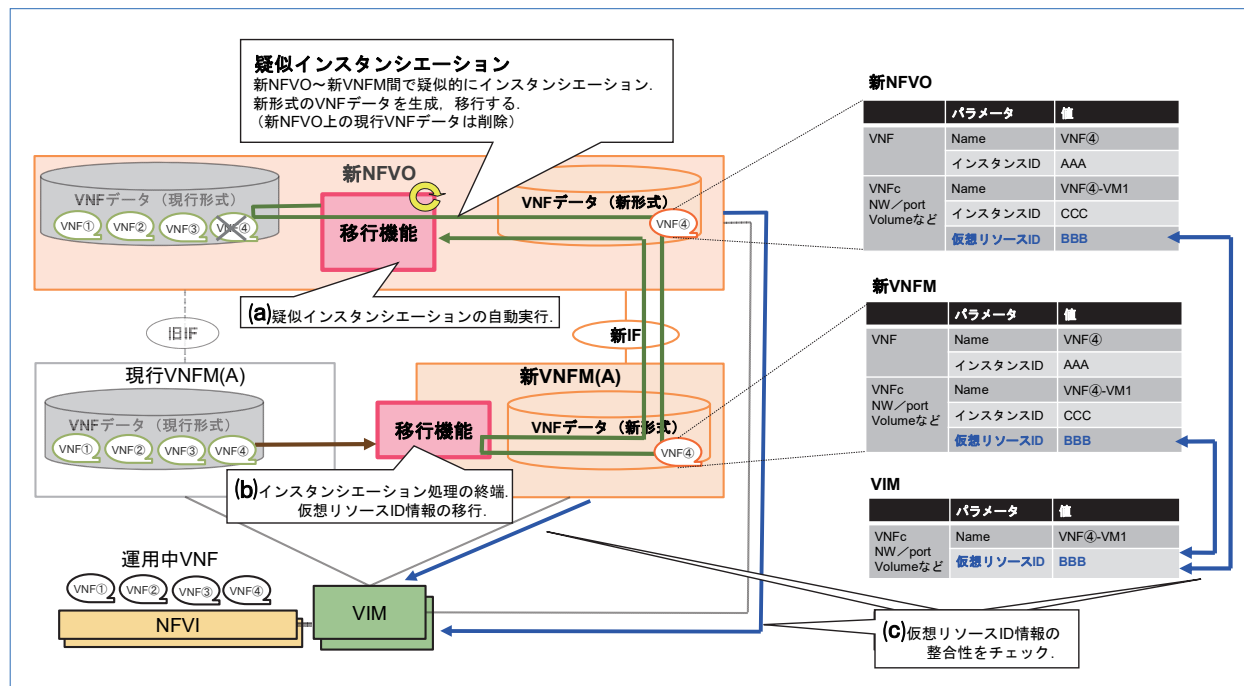 疑似インスタンシエーション
新NFVO～新VNFM間で疑似的にインスタンシエーション.
新形式のVNFデータを生成，移行する.
（新NFVO上の現行VNFデータは削除）
新NFVO
VNFデータ（現行形式）
VNF①
VNF②
VNF③
VNF④
移行機能
VNFデータ（新形式）
VNF④
(a)疑似インスタンシエーションの自動実行.
旧IF
新IF
現行VNFM(A)
VNFデータ（現行形式）
VNF①
VNF②
VNF③
VNF④
新VNFM(A)
移行機能
VNFデータ（新形式）
VNF④
(b)インスタンシエーション処理の終端.
仮想リソースID情報の移行.
運用中VNF
VNF①
VNF②
VNF③
VNF④
NFVI
VIM
新NFVO
パラメータ 値
VNF Name VNF④
インスタンスID AAA
VNFc Name VNF④-VM1
NW／port
Volumeなど
インスタンスID CCC
仮想リソースID BBB
新VNFM
パラメータ 値
VNF Name VNF④
インスタンスID AAA
VNFc Name VNF④-VM1
NW／port
Volumeなど
インスタンスID CCC
仮想リソースID BBB
VIM
パラメータ 値
VNFc Name VNF④-VM1
NW／port
Volumeなど
仮想リソースID BBB
(c)仮想リソースID情報の
整合性をチェック.